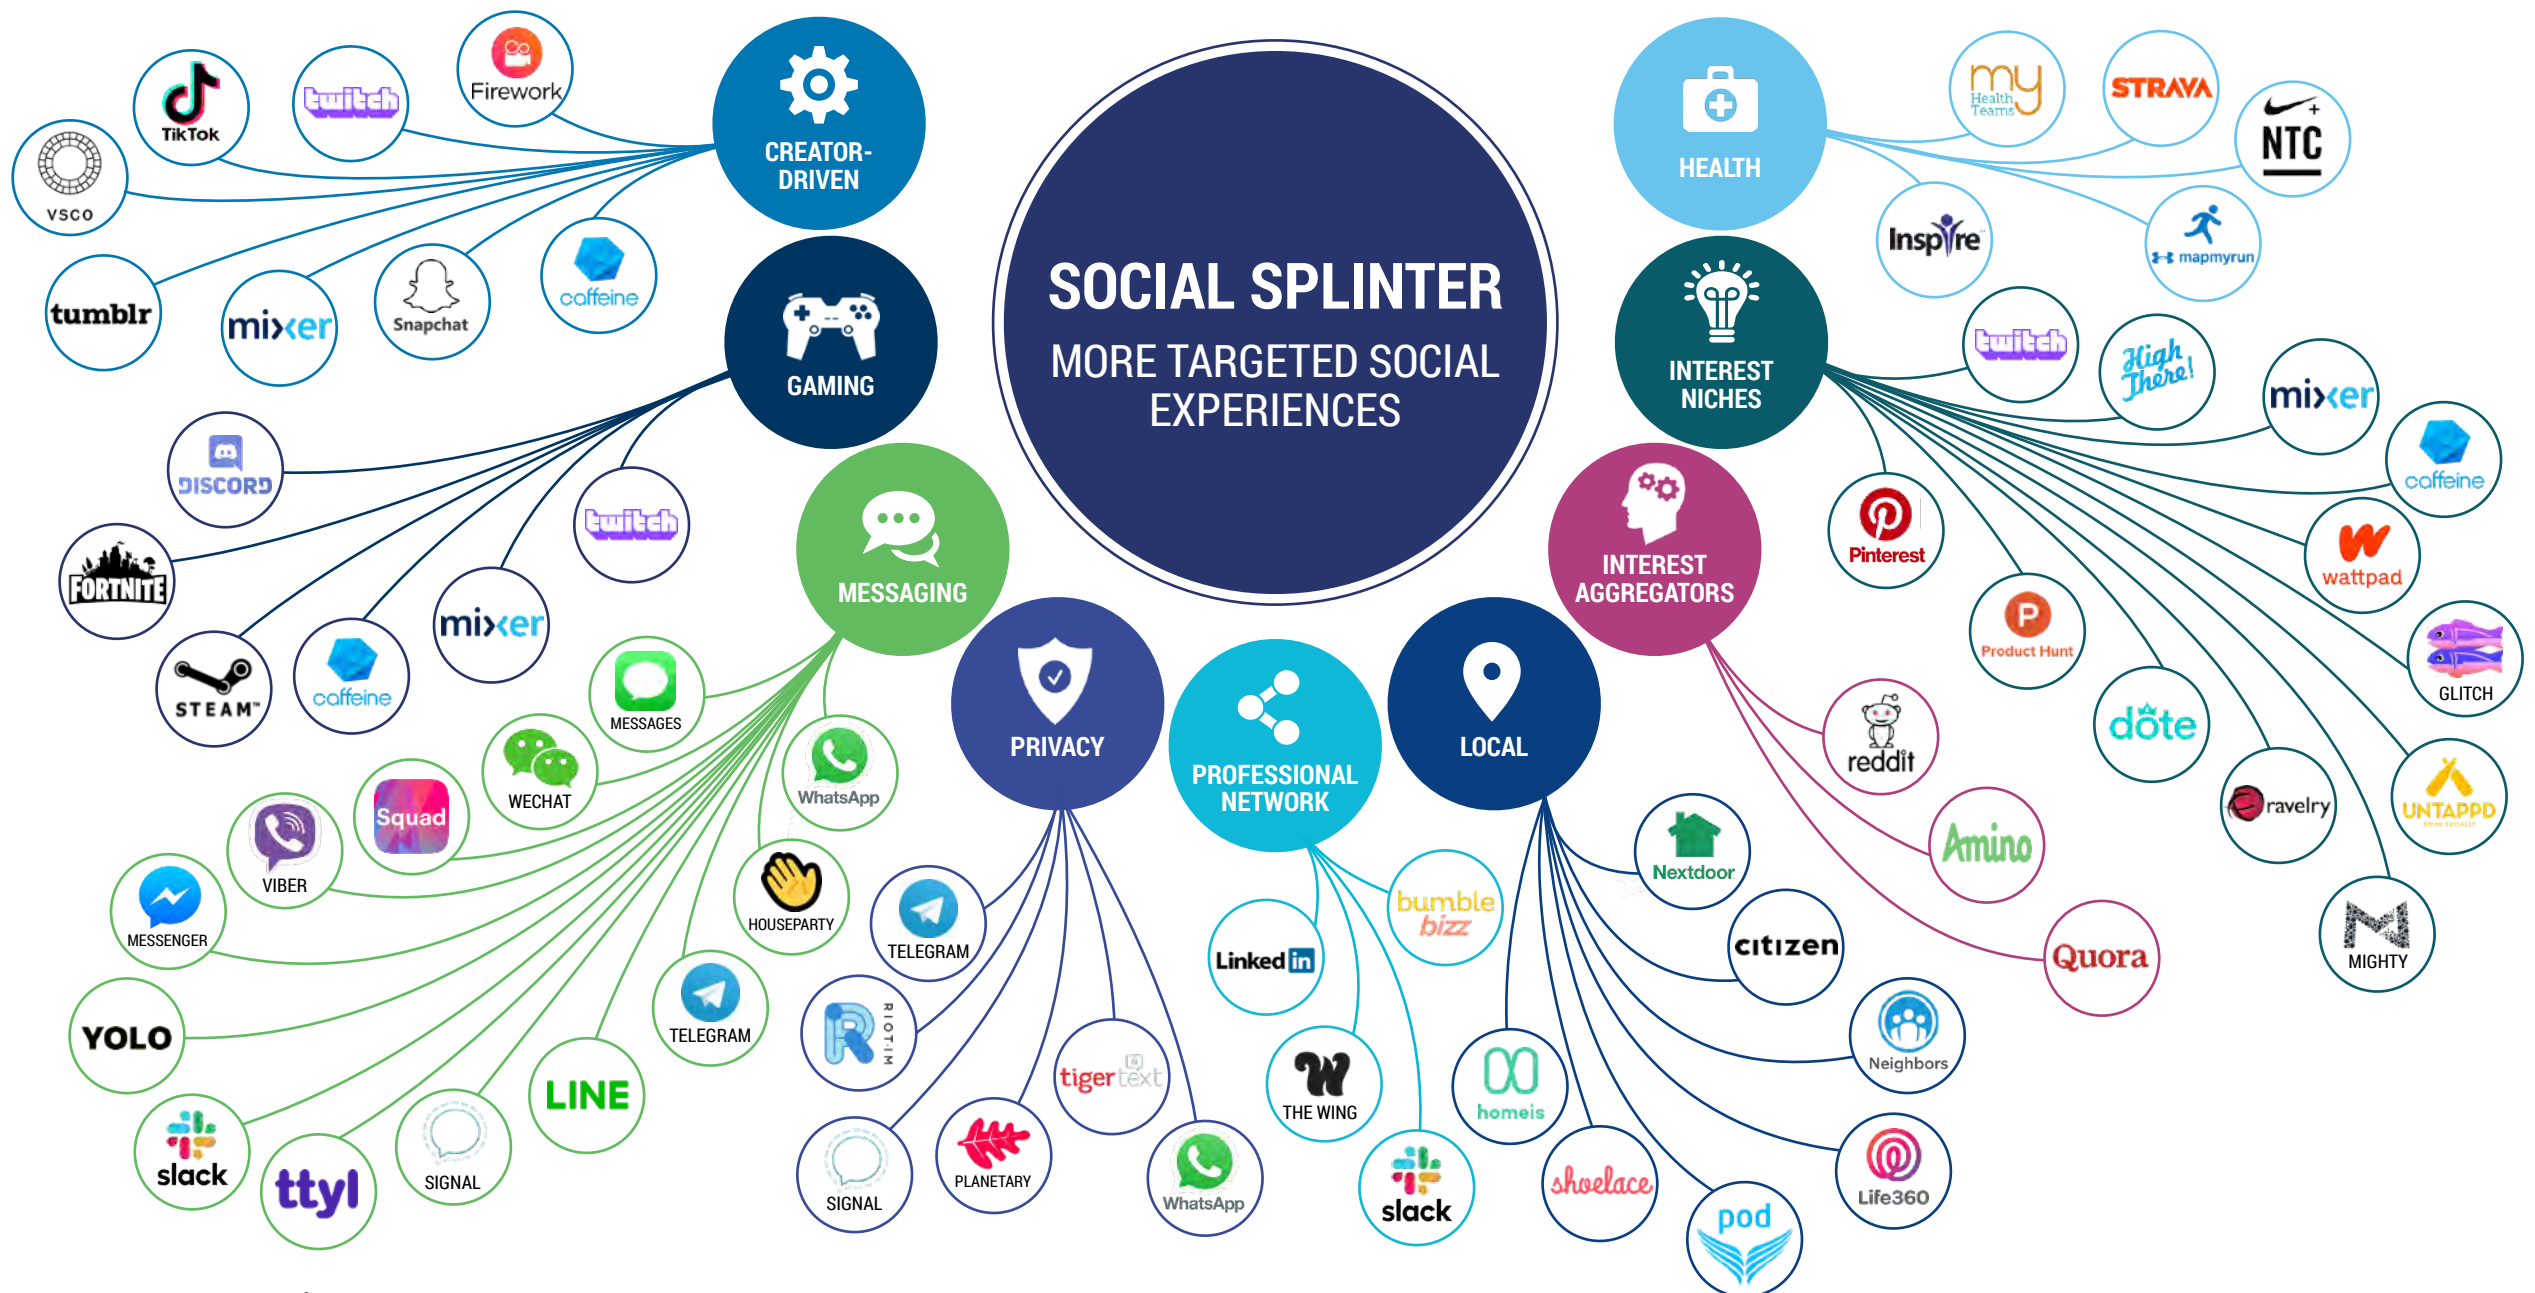 SOCIAL SPLINTER
MORE TARGETED SOCIAL
EXPERIENCES
CREATOR-
DRIVEN
Firework
twitch
TikTok
VSCO
tumblr
mixer
Snapchat
caffeine
GAMING
DISCORD
FORTNITE
STEAM™
caffeine
mixer
twitch
MESSAGING
MESSAGES
WECHAT
Squad
VIBER
MESSENGER
YOLO
slack
ttyl
SIGNAL
LINE
TELEGRAM
HOUSEPARTY
WhatsApp
PRIVACY
TELEGRAM
RIOT·IM
SIGNAL
PLANETARY
tigertext
WhatsApp
PROFESSIONAL
NETWORK
Linked in
THE WING
slack
bumble
bizz
LOCAL
Nextdoor
citizen
Neighbors
Life360
pod
shoelace
homeis
INTEREST
AGGREGATORS
reddit
Amino
Quora
INTEREST
NICHES
twitch
High
There!
mixer
caffeine
wattpad
GLITCH
UNTAPPD
MIGHTY
ravelry
dôte
P
Product Hunt
Pinterest
HEALTH
my
Health
Teams
STRAVA
+
NTC
mapmyrun
Inspire